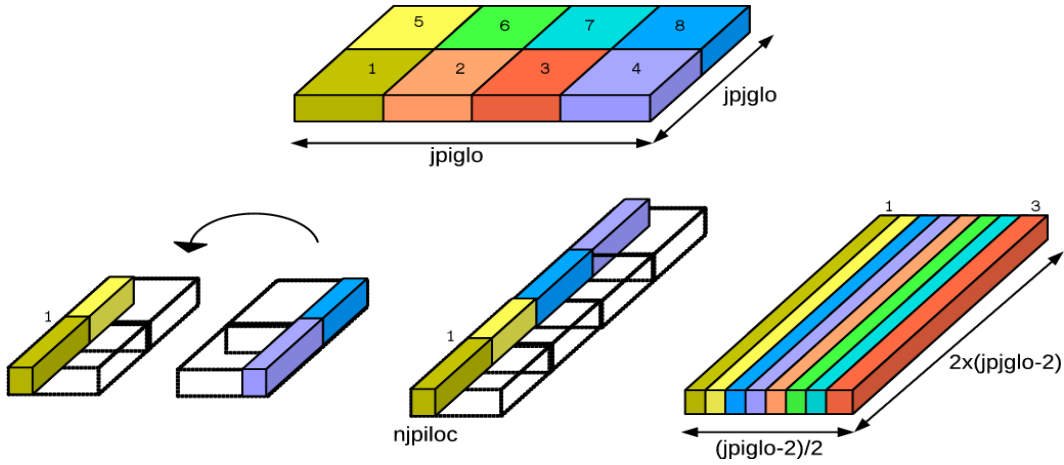 5 6 7 8
1 2 3 4
jpjglo
jpiglo
1
1
njpiloc
1 3
2x(jpjglo-2)
(jpiglo-2)/2